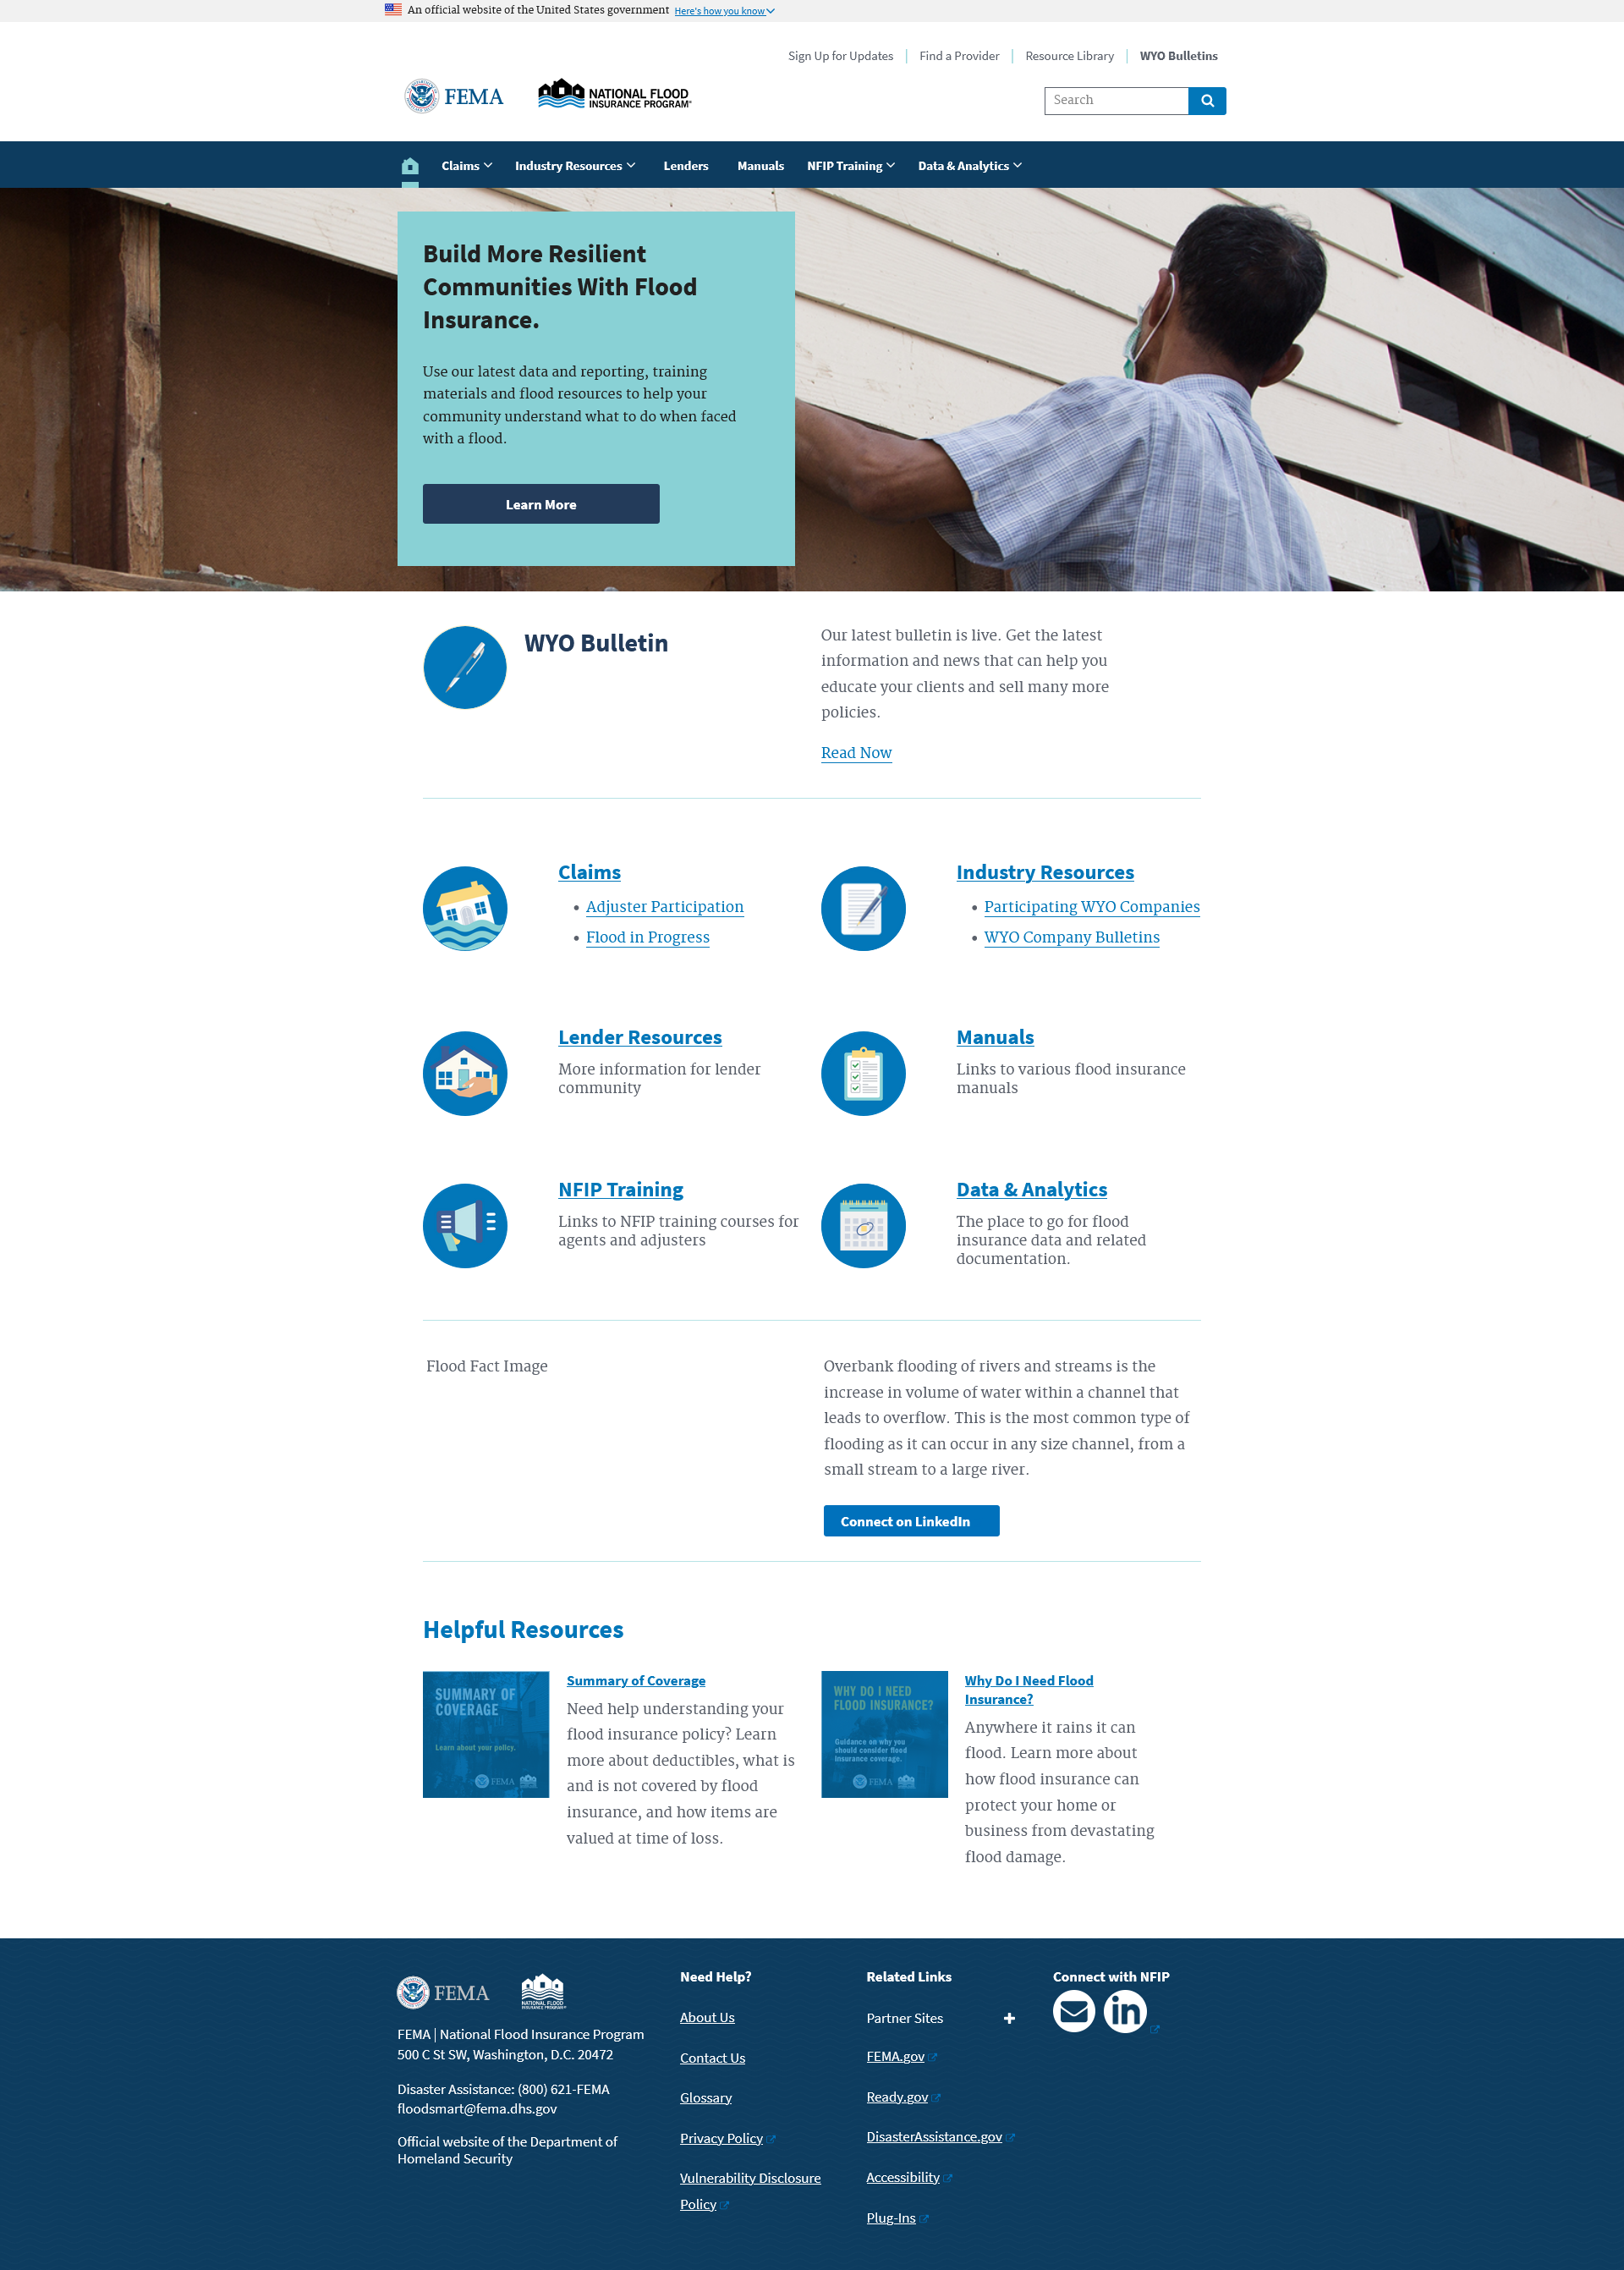 An official website of the United States government Here's how you know
Sign Up for Updates
Find a Provider
Resource Library
WYO Bulletins
FEMA
NATIONAL FLOOD
INSURANCE PROGRAM®
Search
Claims
Industry Resources
Lenders
Manuals
NFIP Training
Data & Analytics
Build More Resilient
Communities With Flood
Insurance.
Use our latest data and reporting, training
materials and flood resources to help your
community understand what to do when faced
with a flood.
Learn More
WYO Bulletin
Our latest bulletin is live. Get the latest
information and news that can help you
educate your clients and sell many more
policies.
Read Now
Claims
• Adjuster Participation
• Flood in Progress
Industry Resources
• Participating WYO Companies
• WYO Company Bulletins
Lender Resources
More information for lender
community
Manuals
Links to various flood insurance
manuals
NFIP Training
Links to NFIP training courses for
agents and adjusters
Data & Analytics
The place to go for flood
insurance data and related
documentation.
Flood Fact Image
Overbank flooding of rivers and streams is the
increase in volume of water within a channel that
leads to overflow. This is the most common type of
flooding as it can occur in any size channel, from a
small stream to a large river.
Connect on LinkedIn
Helpful Resources
SUMMARY OF
COVERAGE
Learn about your policy.
FEMA
Summary of Coverage
Need help understanding your
flood insurance policy? Learn
more about deductibles, what is
and is not covered by flood
insurance, and how items are
valued at time of loss.
WHY DO I NEED
FLOOD INSURANCE?
Guidance on why you
should consider flood
insurance coverage.
FEMA
Why Do I Need Flood
Insurance?
Anywhere it rains it can
flood. Learn more about
how flood insurance can
protect your home or
business from devastating
flood damage.
FEMA
NATIONAL FLOOD
INSURANCE PROGRAM®
FEMA | National Flood Insurance Program
500 C St SW, Washington, D.C. 20472
Disaster Assistance: (800) 621-FEMA
floodsmart@fema.dhs.gov
Official website of the Department of
Homeland Security
Need Help?
About Us
Contact Us
Glossary
Privacy Policy
Vulnerability Disclosure
Policy
Related Links
Partner Sites
FEMA.gov
Ready.gov
DisasterAssistance.gov
Accessibility
Plug-Ins
Connect with NFIP
in